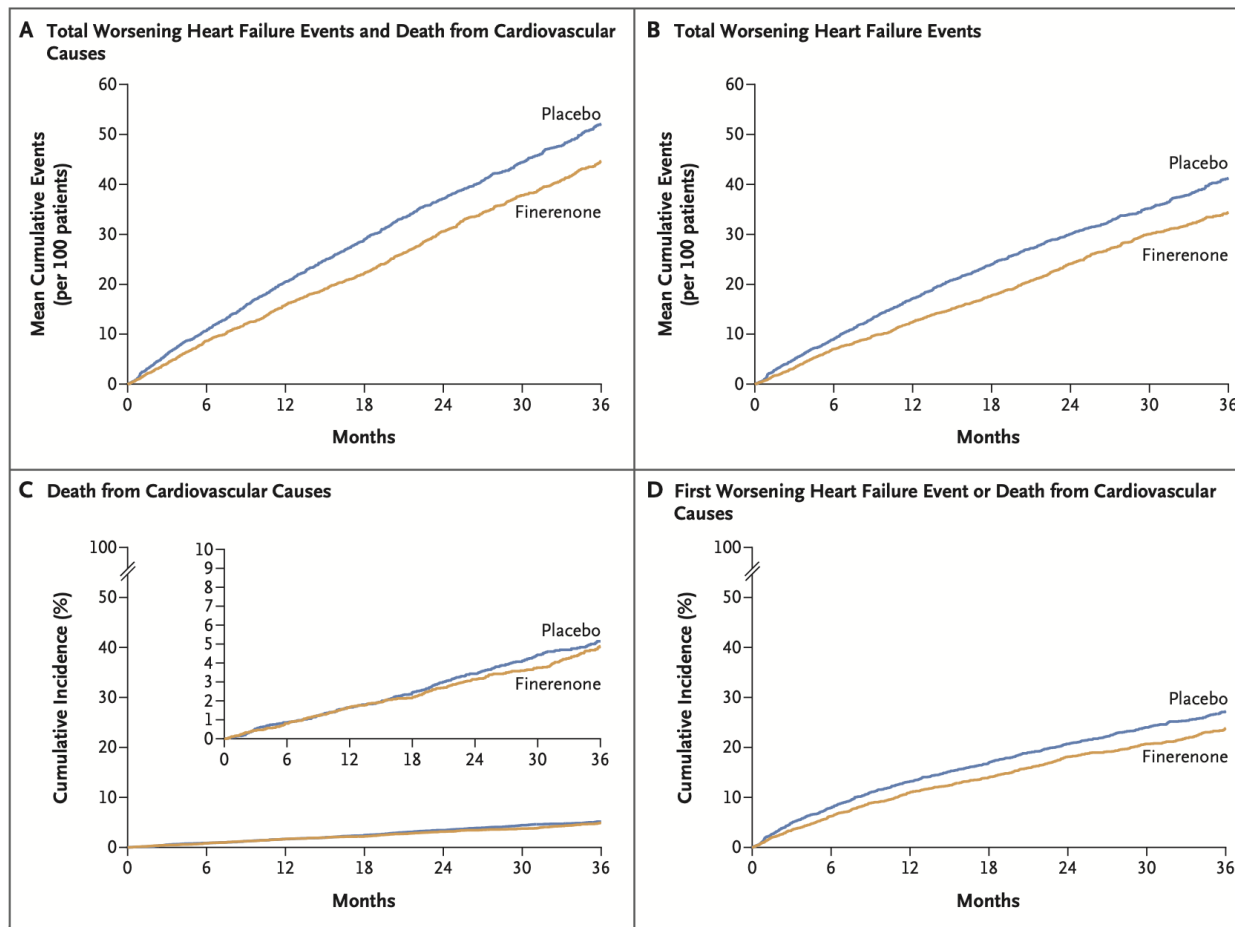 A Total Worsening Heart Failure Events and Death from Cardiovascular
Causes
Mean Cumulative Events
(per 100 patients)
60
50
40
30
20
10
0
Placebo
Finerenone
0 6 12 18 24 30 36
Months
B Total Worsening Heart Failure Events
Mean Cumulative Events
(per 100 patients)
60
50
40
30
20
10
0
Placebo
Finerenone
0 6 12 18 24 30 36
Months
C Death from Cardiovascular Causes
Cumulative Incidence (%)
100
50
40
30
20
10
0
10
9
8
7
6
5
4
3
2
1
0
Placebo
Finerenone
0 6 12 18 24 30 36
0 6 12 18 24 30 36
Months
D First Worsening Heart Failure Event or Death from Cardiovascular
Causes
Cumulative Incidence (%)
100
50
40
30
20
10
0
Placebo
Finerenone
0 6 12 18 24 30 36
Months